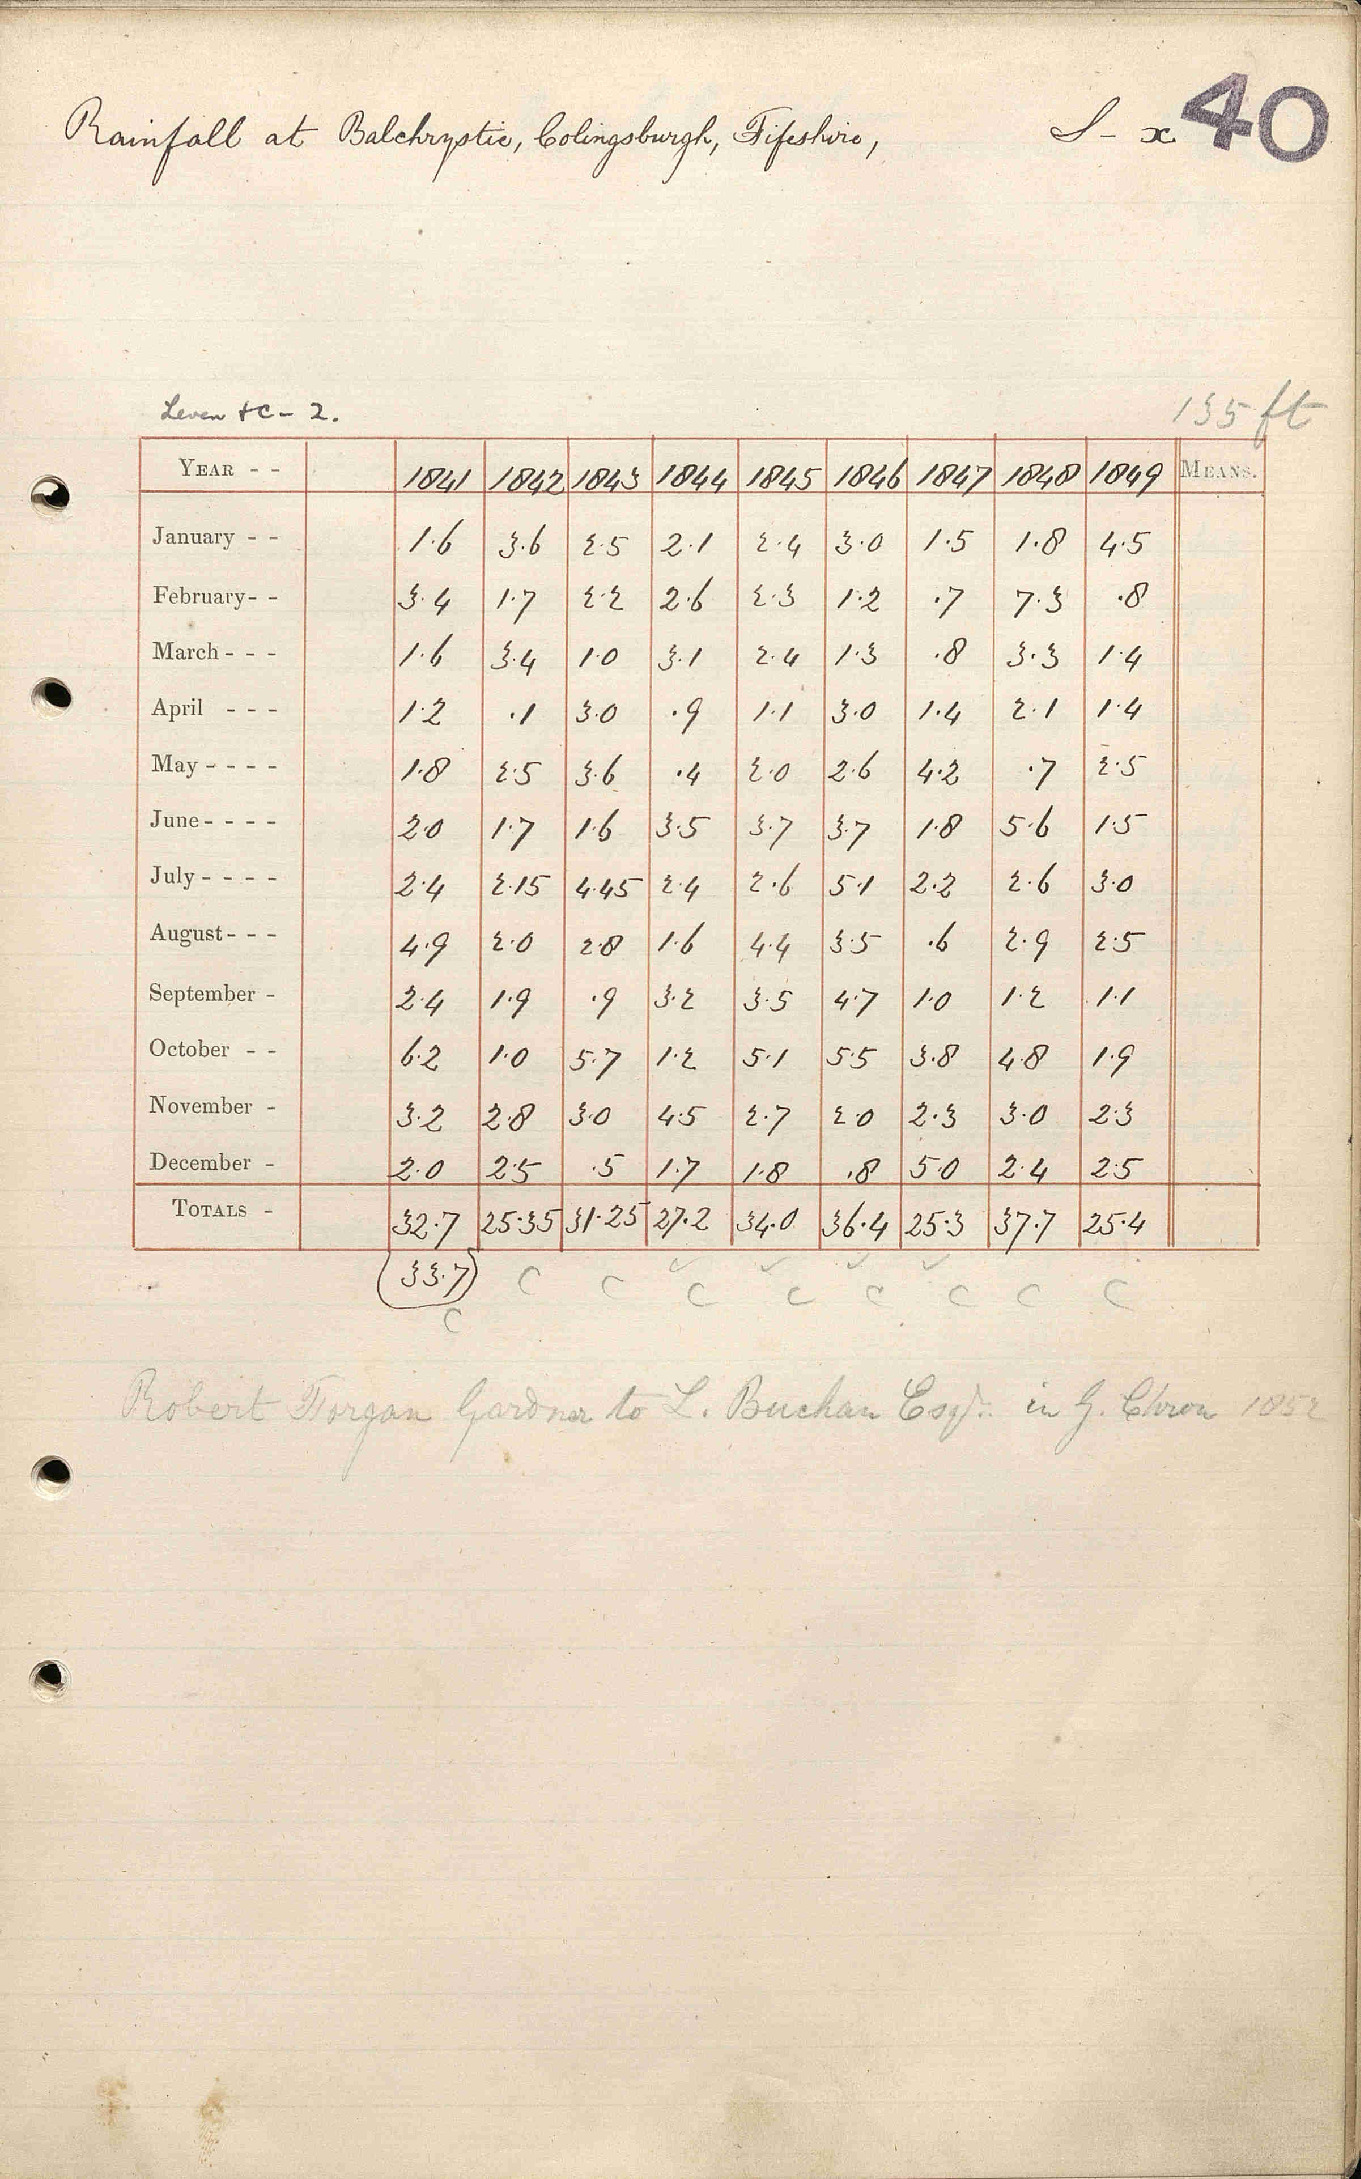 40
Rainfall at Balchrystie, Colingsburgh, Fifeshire, S - x
Leven &c - 2. 135 ft
YEAR - - 1841 1842 1843 1844 1845 1846 1847 1848 1849 MEANS.
January - - 1.6 3.6 2.5 2.1 2.4 3.0 1.5 1.8 4.5
February - - 3.4 1.7 2.2 2.6 2.3 1.2 .7 7.3 .8
March - - - 1.6 3.4 1.0 3.1 2.4 1.3 .8 3.3 1.4
April - - - 1.2 .1 3.0 .9 1.1 3.0 1.4 2.1 1.4
May - - - - 1.8 2.5 3.6 .4 2.0 2.6 4.2 .7 2.5
June - - - - 2.0 1.7 1.6 3.5 3.7 3.7 1.8 5.6 1.5
July - - - - 2.4 2.15 4.45 2.4 2.6 5.1 2.2 2.6 3.0
August - - - 4.9 2.0 2.8 1.6 4.4 3.5 .6 2.9 2.5
September - 2.4 1.9 .9 3.2 3.5 4.7 1.0 1.2 1.1
October - - 6.2 1.0 5.7 1.2 5.1 5.5 3.8 4.8 1.9
November - 3.2 2.8 3.0 4.5 2.7 2.0 2.3 3.0 2.3
December - 2.0 2.5 .5 1.7 1.8 .8 5.0 2.4 2.5
TOTALS - 32.7 25.35 31.25 27.2 34.0 36.4 25.3 37.7 25.4
(33.7) C C C C C C C C
C
Robert Forgan Gardner to L. Buchan Esqr. in G. Chron 1852